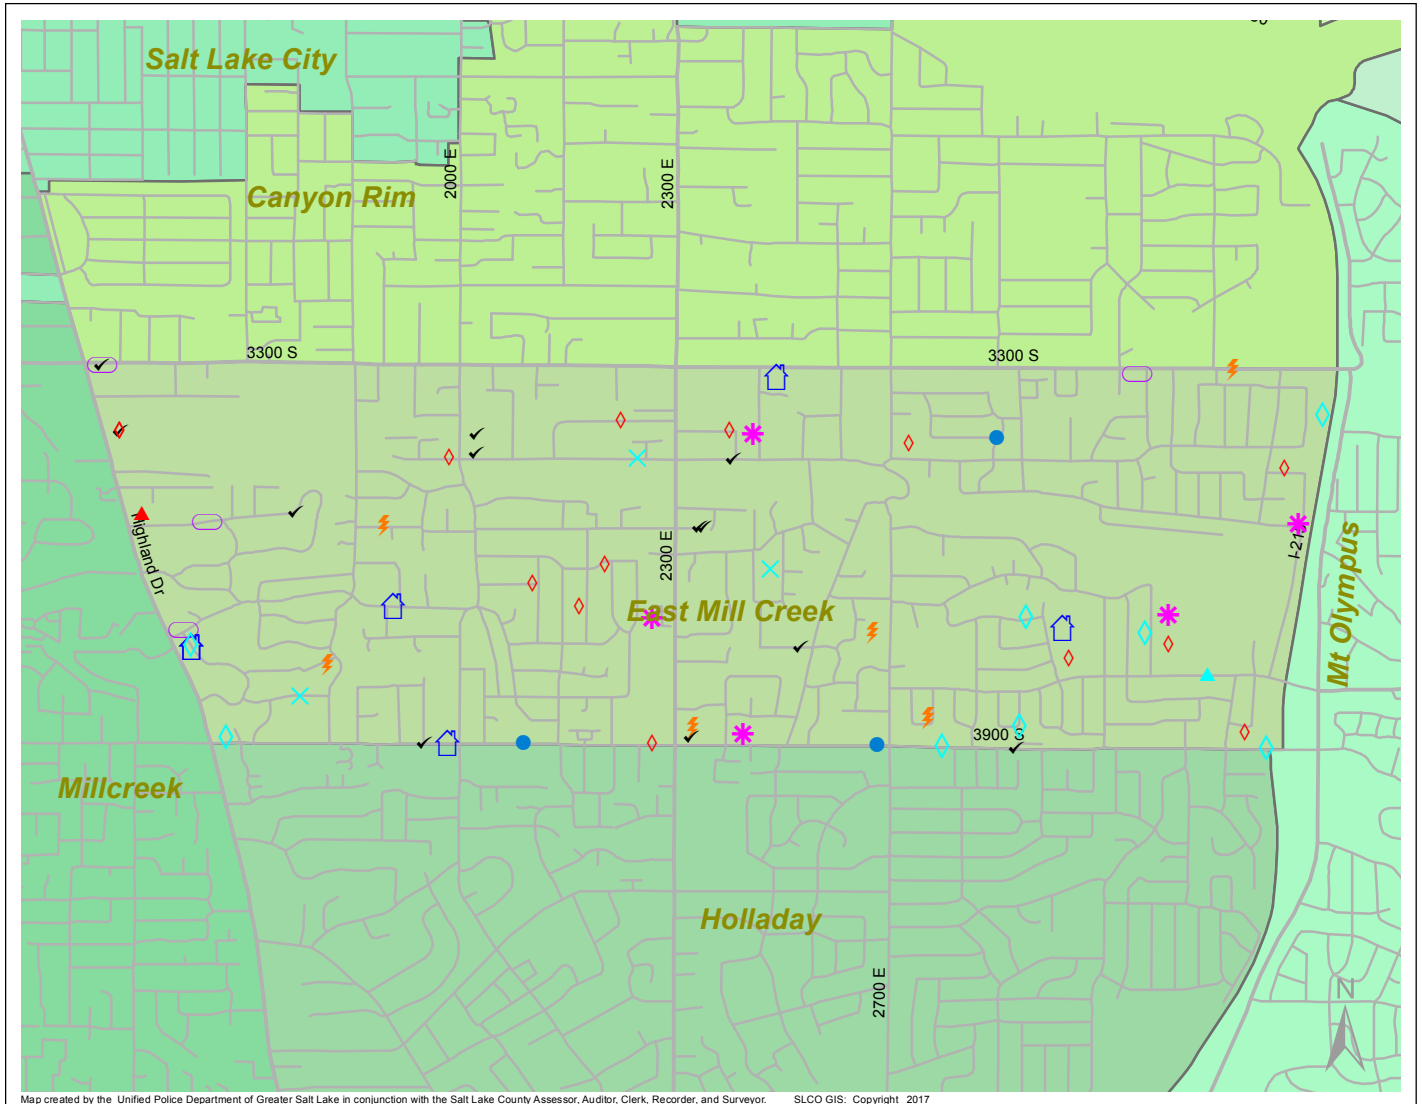 Salt Lake City
2000 E
2300 E
Canyon Rim
3300 S
3300 S
Highland Dr
2300 E
East Mill Creek
Mt Olympus
3900 S
Millcreek
Holladay
2700 E
N
Map created by the Unified Police Department of Greater Salt Lake in conjunction with the Salt Lake County Assessor, Auditor, Clerk, Recorder, and Surveyor. SLCO GIS: Copyright 2017